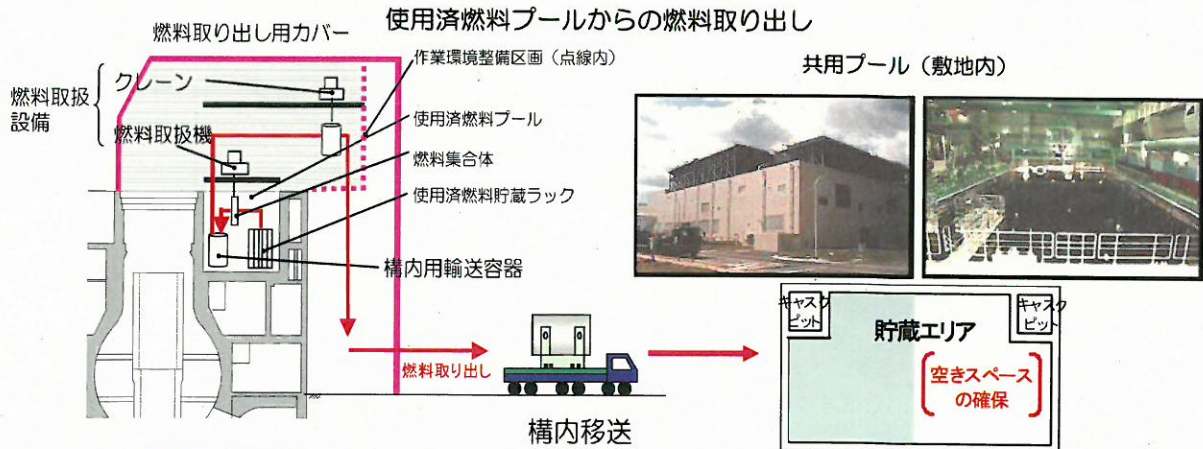 使用済燃料プールからの燃料取り出し
燃料取り出し用カバー
作業環境整備区画（点線内）
共用プール（敷地内）
クレーン
燃料取扱
設備
使用済燃料プール
燃料取扱機
燃料集合体
使用済燃料貯蔵ラック
構内用輸送容器
キャスク
ピット
貯蔵エリア
キャスク
ピット
空きスペース
の確保
燃料取り出し
構内移送